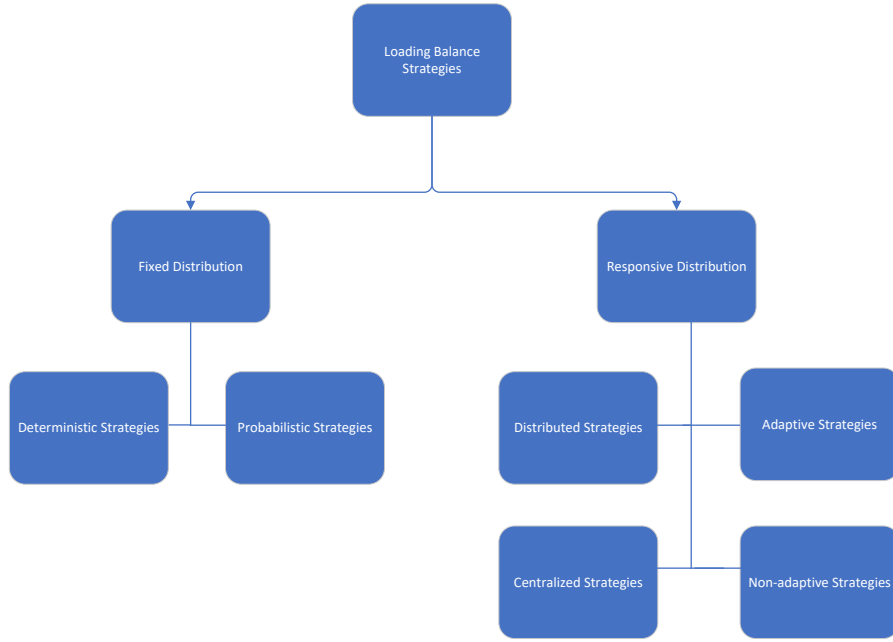 Loading Balance
Strategies
Fixed Distribution
Responsive Distribution
Deterministic Strategies
Probabilistic Strategies
Distributed Strategies
Adaptive Strategies
Centralized Strategies
Non-adaptive Strategies